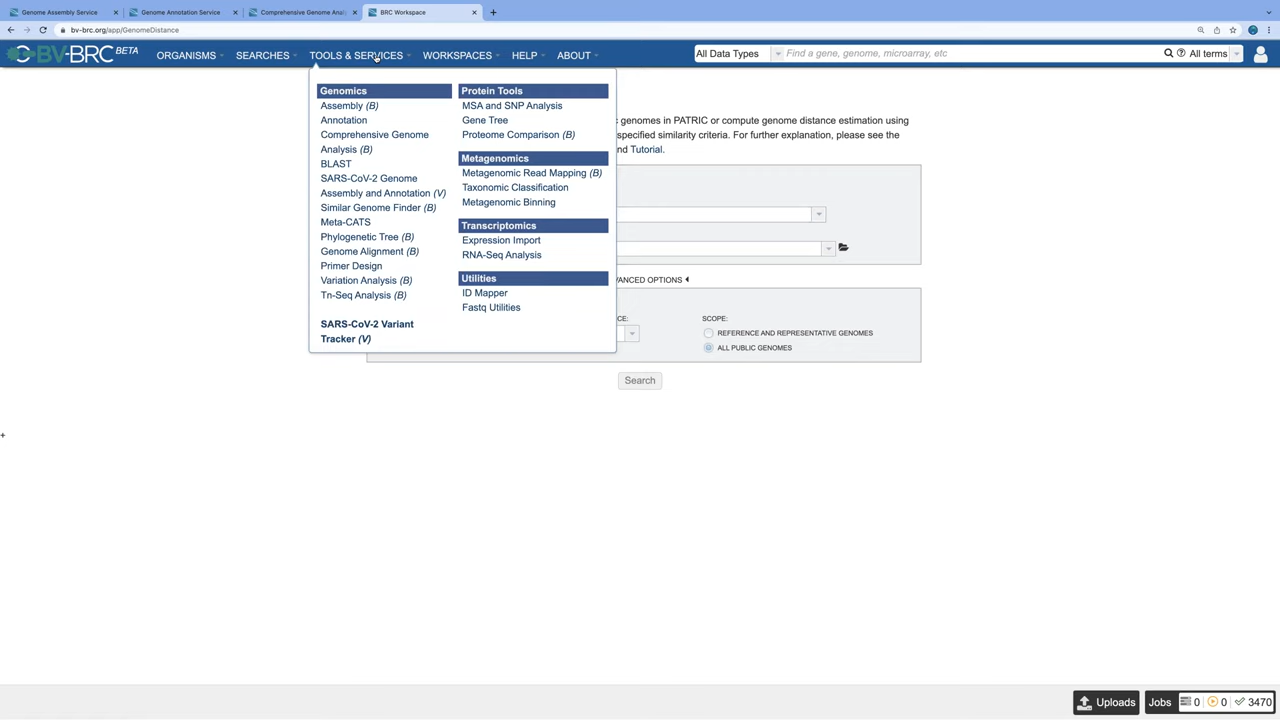 Genome Assembly Service
Genome Annotation Service
Comprehensive Genome Anal
BRC Workspace
bv-brc.org/app/GenomeDistance
BV-BRC BETA
ORGANISMS
SEARCHES
TOOLS & SERVICES
WORKSPACES
HELP
ABOUT
All Data Types
Find a gene, genome, microarray, etc
All terms
Genomics
Assembly (B)
Annotation
Comprehensive Genome
Analysis (B)
BLAST
SARS-CoV-2 Genome
Assembly and Annotation (V)
Similar Genome Finder (B)
Meta-CATS
Phylogenetic Tree (B)
Genome Alignment (B)
Primer Design
Variation Analysis (B)
Tn-Seq Analysis (B)
SARS-CoV-2 Variant
Tracker (V)
Protein Tools
MSA and SNP Analysis
Gene Tree
Proteome Comparison (B)
Metagenomics
Metagenomic Read Mapping (B)
Taxonomic Classification
Metagenomic Binning
Transcriptomics
Expression Import
RNA-Seq Analysis
Utilities
ID Mapper
Fastq Utilities
genomes in PATRIC or compute genome distance estimation using
specified similarity criteria. For further explanation, please see the
nd Tutorial.
VANCED OPTIONS
CE:
SCOPE:
REFERENCE AND REPRESENTATIVE GENOMES
ALL PUBLIC GENOMES
Search
Uploads
Jobs
0
0
3470